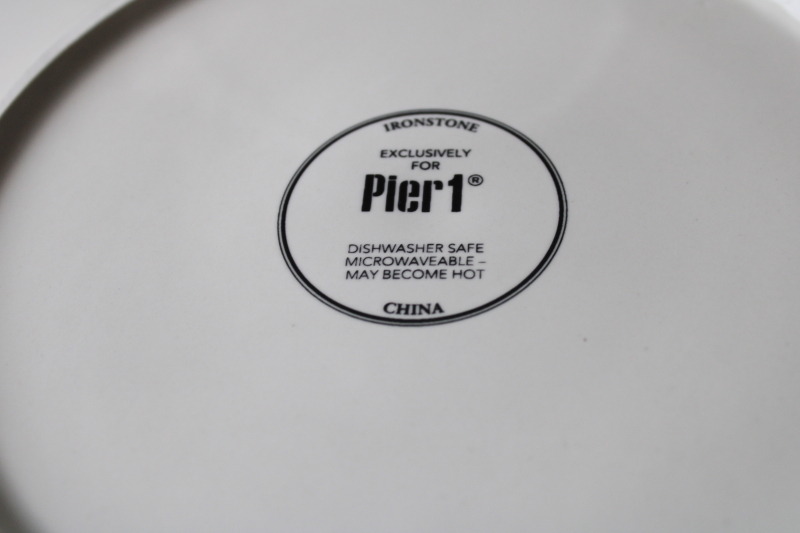 IRONSTONE
EXCLUSIVELY
FOR
Pier1®
DISHWASHER SAFE
MICROWAVEABLE –
MAY BECOME HOT
CHINA